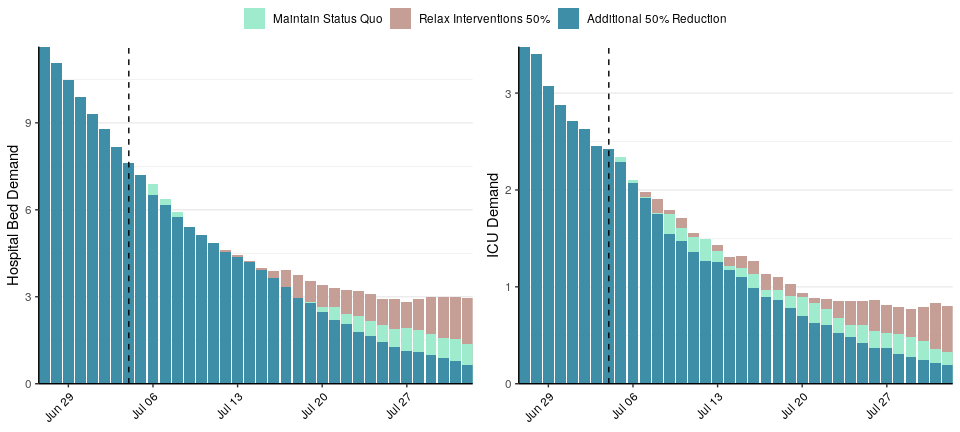 Maintain Status Quo Relax Interventions 50% Additional 50% Reduction
Hospital Bed Demand
9
6
3
0
Jun 29 Jul 06 Jul 13 Jul 20 Jul 27
ICU Demand
3
2
1
0
Jun 29 Jul 06 Jul 13 Jul 20 Jul 27